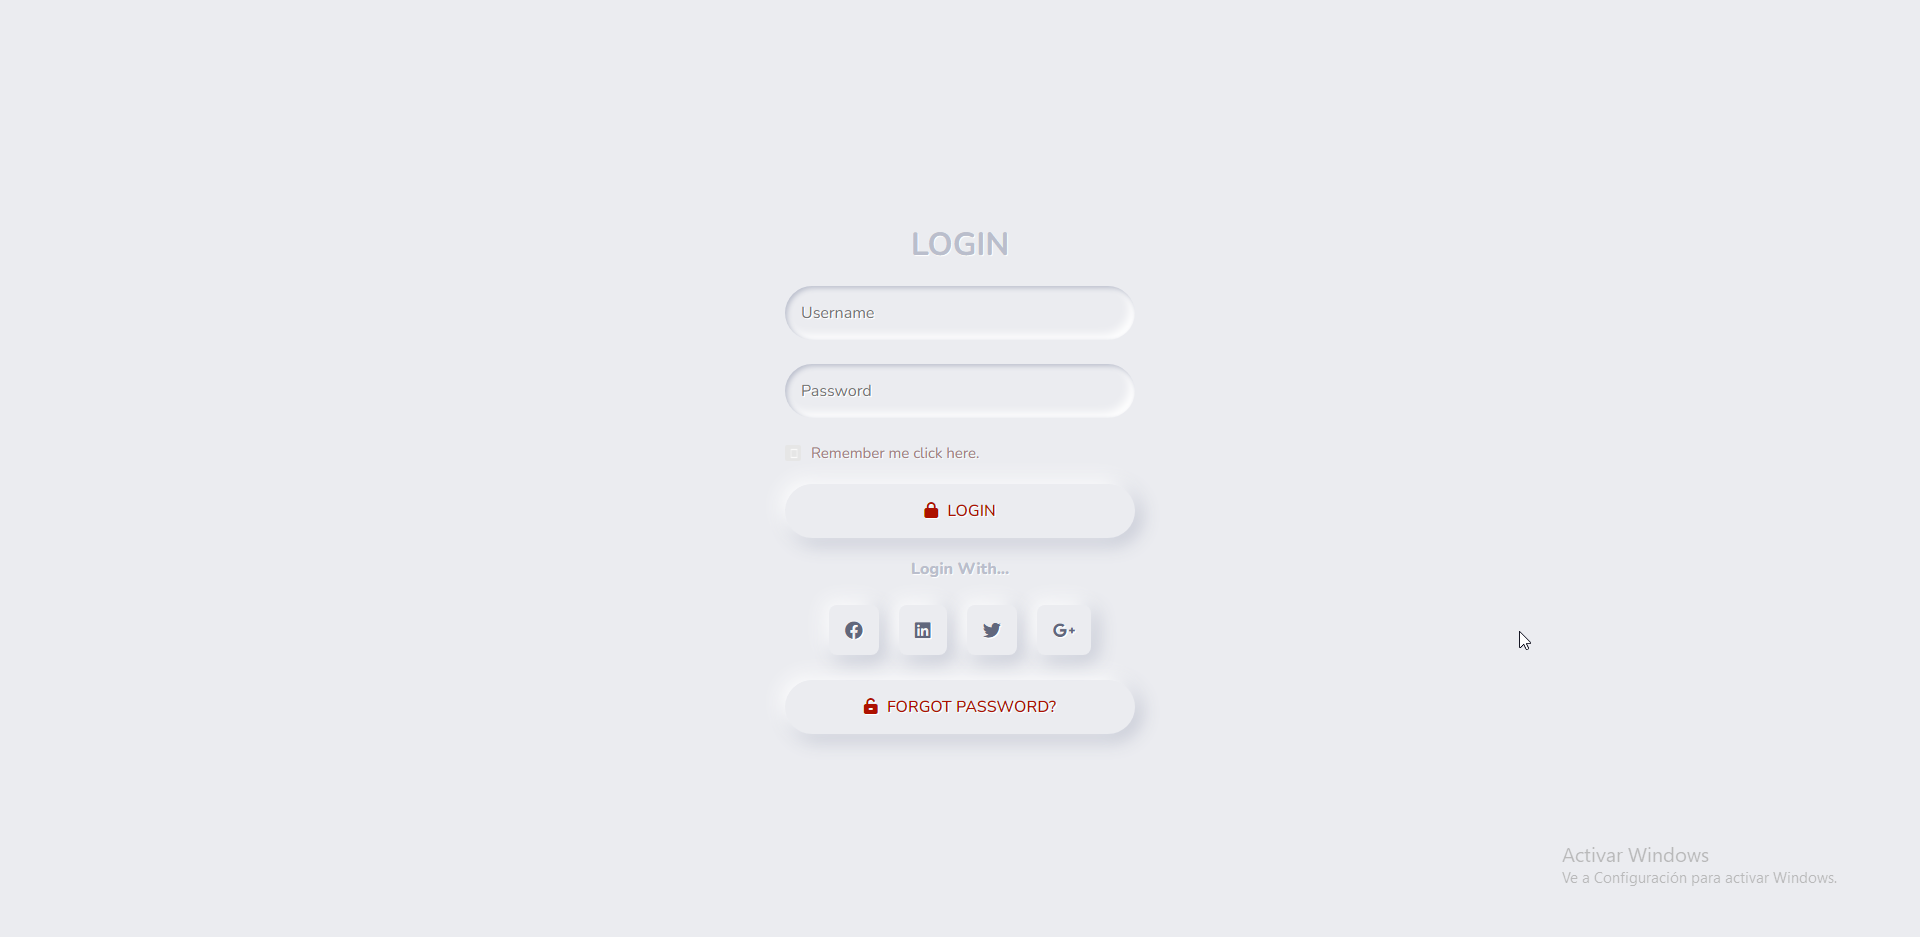 LOGIN
Username
Password
Remember me click here.
LOGIN
Login With...
G+
FORGOT PASSWORD?
Activar Windows
Ve a Configuración para activar Windows.